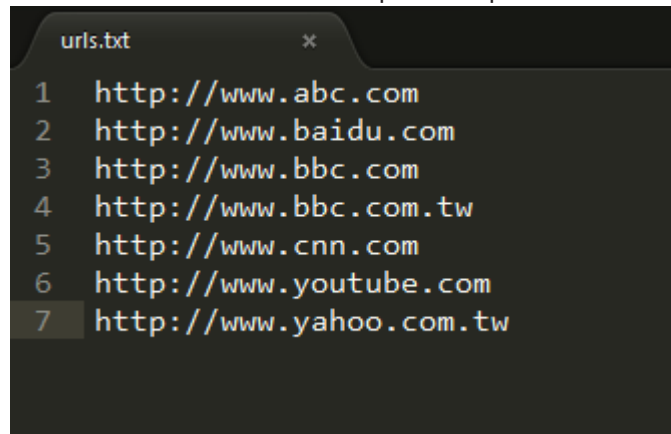 urls.txt ×
1 http://www.abc.com
2 http://www.baidu.com
3 http://www.bbc.com
4 http://www.bbc.com.tw
5 http://www.cnn.com
6 http://www.youtube.com
7 http://www.yahoo.com.tw